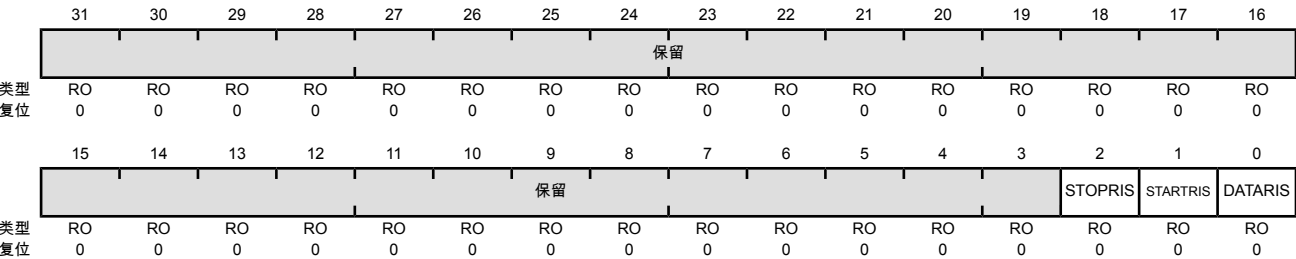 31 30 29 28 27 26 25 24 23 22 21 20 19 18 17 16
保留
类型 RO RO RO RO RO RO RO RO RO RO RO RO RO RO RO RO
复位 0 0 0 0 0 0 0 0 0 0 0 0 0 0 0 0
15 14 13 12 11 10 9 8 7 6 5 4 3 2 1 0
保留 STOPRIS STARTRIS DATARIS
类型 RO RO RO RO RO RO RO RO RO RO RO RO RO RO RO RO
复位 0 0 0 0 0 0 0 0 0 0 0 0 0 0 0 0